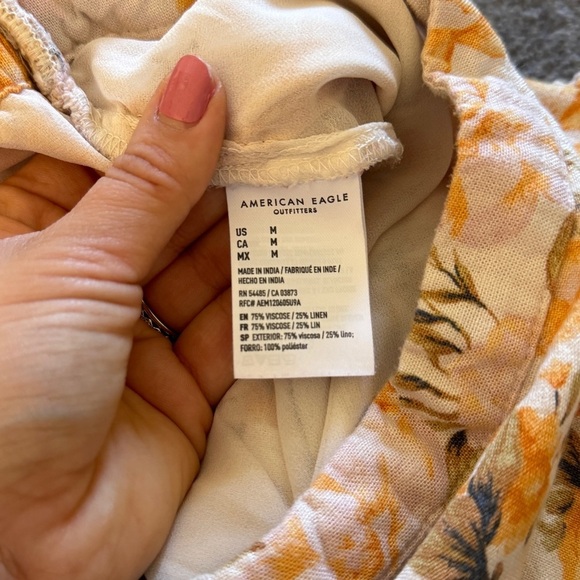 AMERICAN EAGLE
OUTFITTERS
US M
CA M
MX M
MADE IN INDIA / FABRIQUÉ EN INDE /
HECHO EN INDIA
RN 54485 / CA 03873
RFC# AEM120605U9A
EN 75% VISCOSE / 25% LINEN
FR 75% VISCOSE / 25% LIN
SP EXTERIOR: 75% viscosa / 25% lino;
FORRO: 100% poliéstar